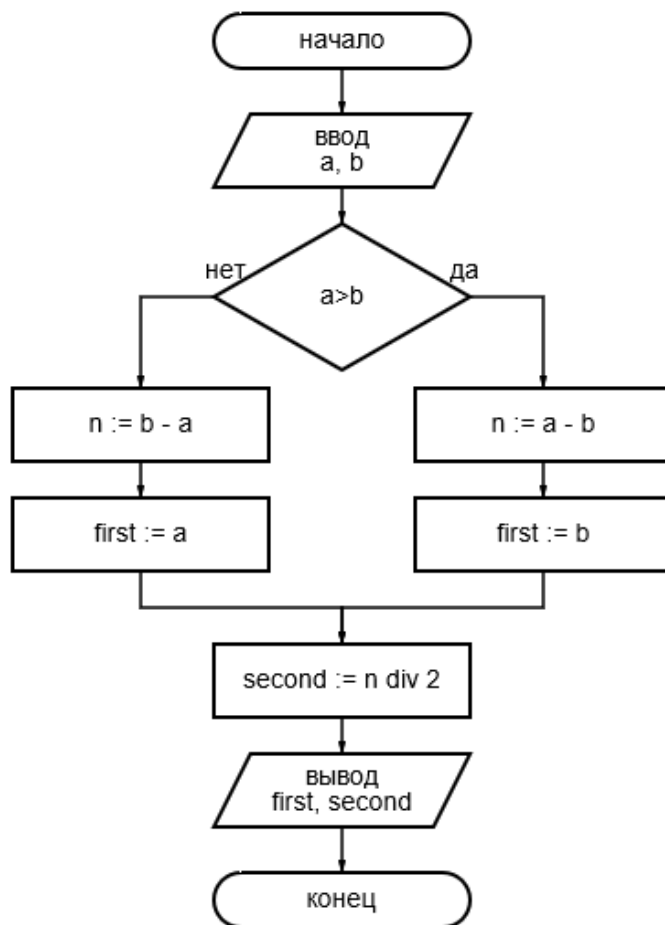 начало
ввод
a, b
нет
да
a>b
n := b - a
n := a - b
first := a
first := b
second := n div 2
вывод
first, second
конец